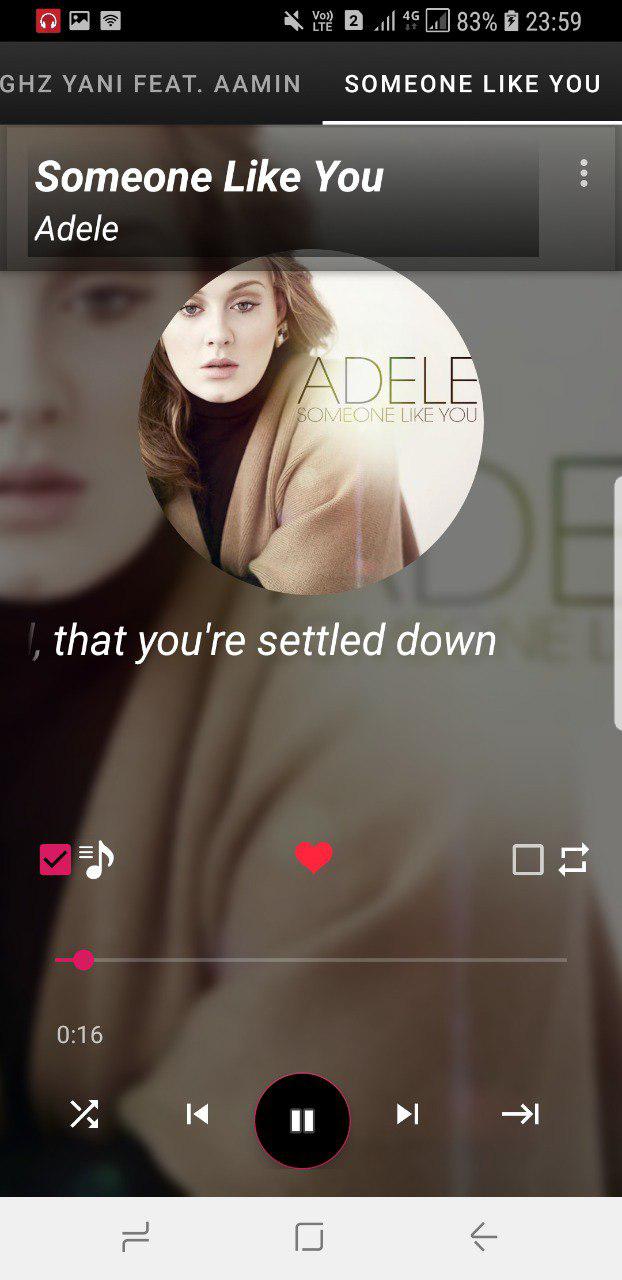 Vo)) LTE 2 4G 83% 23:59
GHZ YANI FEAT. AAMIN SOMEONE LIKE YOU
Someone Like You
Adele
ADELE
SOMEONE LIKE YOU
, that you're settled down
0:16